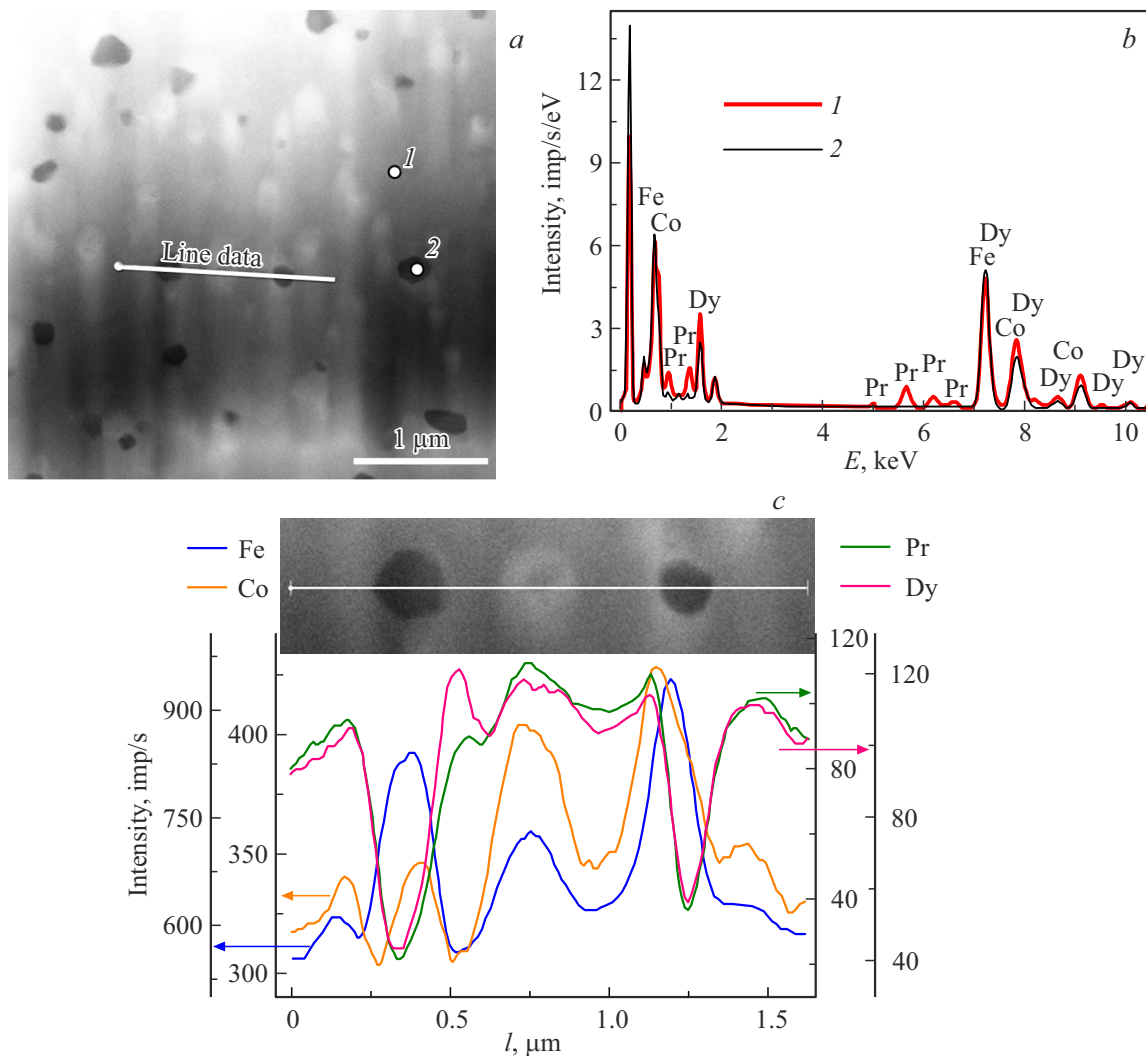 a
1
2
Line data
1 μm
b
Intensity, imp/s/eV
12
9
6
3
0
1
2
Fe
Co
Pr
Pr
Dy
Pr
Pr
Pr
Pr
Dy
Fe
Dy
Co
Dy
Co
Dy
Dy
0
2
4
6
8
10
E, keV
c
Fe
Co
Pr
Dy
Intensity, imp/s
900
750
600
400
350
300
120
80
40
120
80
40
0
0.5
1.0
1.5
l, μm